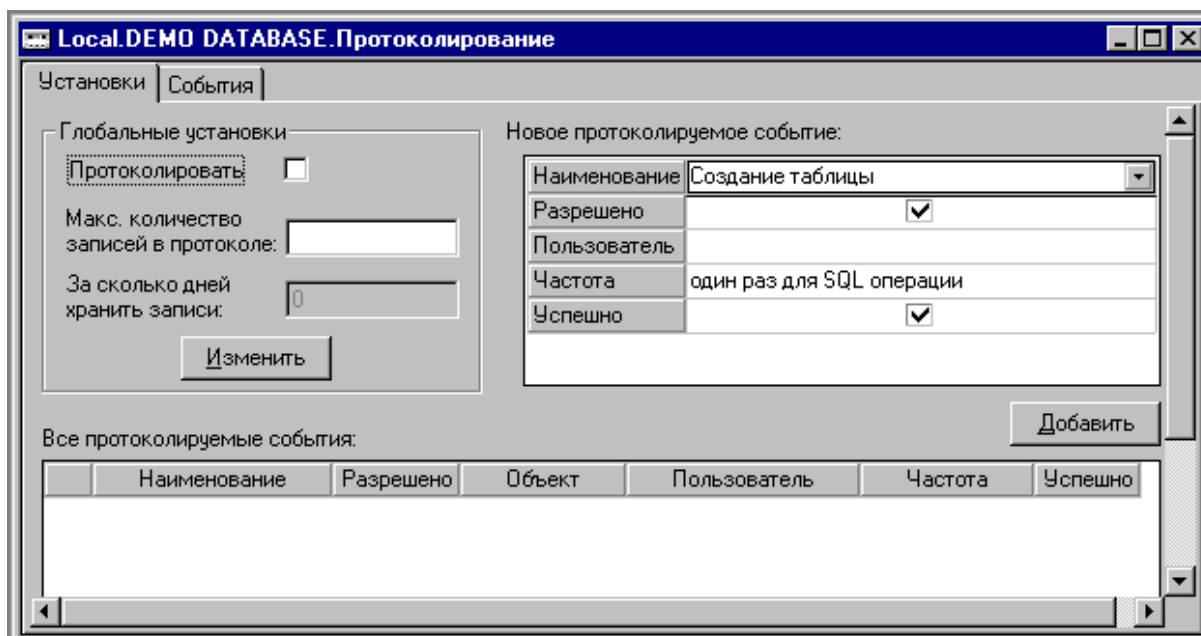 Local.DEMO DATABASE.Протоколирование
Установки
События
Глобальные установки
Протоколировать
Макс. количество
записей в протоколе:
За сколько дней
хранить записи:
0
Изменить
Новое протоколируемое событие:
Наименование Создание таблицы
Разрешено
Пользователь
Частота один раз для SQL операции
Успешно
Добавить
Все протоколируемые события:
Наименование Разрешено Объект Пользователь Частота Успешно